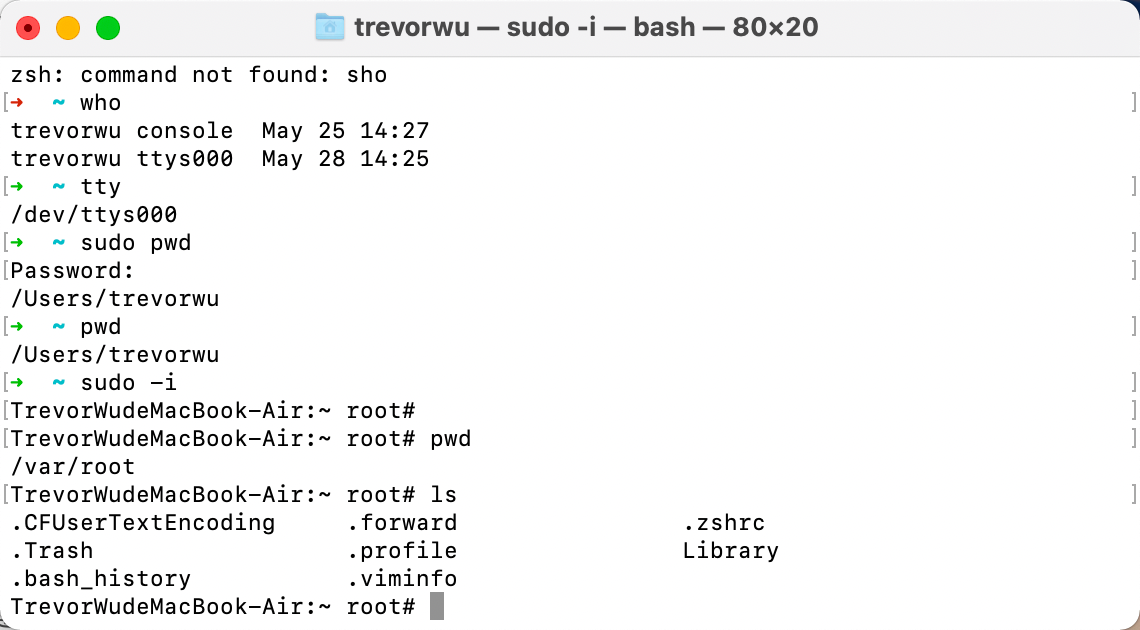 trevorwu — sudo -i — bash — 80×20
zsh: command not found: sho
[➜  ~ who ]
trevorwu console  May 25 14:27
trevorwu ttys000  May 28 14:25
[➜  ~ tty ]
/dev/ttys000
[➜  ~ sudo pwd ]
[Password: ]
/Users/trevorwu
[➜  ~ pwd ]
/Users/trevorwu
[➜  ~ sudo -i ]
[TrevorWudeMacBook-Air:~ root# ]
[TrevorWudeMacBook-Air:~ root# pwd ]
/var/root
[TrevorWudeMacBook-Air:~ root# ls ]
.CFUserTextEncoding     .forward                .zshrc
.Trash                  .profile                Library
.bash_history           .viminfo
TrevorWudeMacBook-Air:~ root#